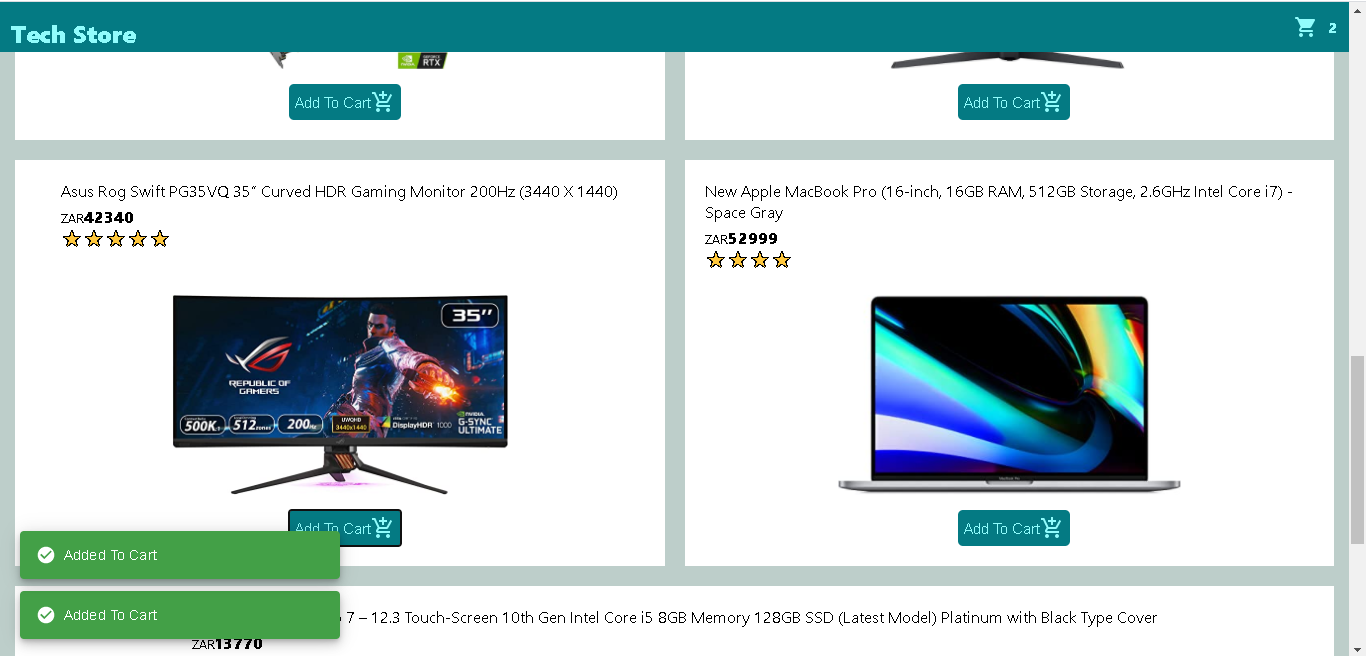 Tech Store
2
GEFORCE
RTX
Add To Cart
Add To Cart
Asus Rog Swift PG35VQ 35“ Curved HDR Gaming Monitor 200Hz (3440 X 1440)
ZAR42340
35”
REPUBLIC OF
GAMERS
500K:1
512zones
200Hz
UWQHD
3440x1440
DisplayHDR 1000
NVIDIA
G-SYNC
ULTIMATE
Add To Cart
New Apple MacBook Pro (16-inch, 16GB RAM, 512GB Storage, 2.6GHz Intel Core i7) -
Space Gray
ZAR52999
MacBook Pro
Add To Cart
Added To Cart
Added To Cart
7 – 12.3 Touch-Screen 10th Gen Intel Core i5 8GB Memory 128GB SSD (Latest Model) Platinum with Black Type Cover
ZAR13770